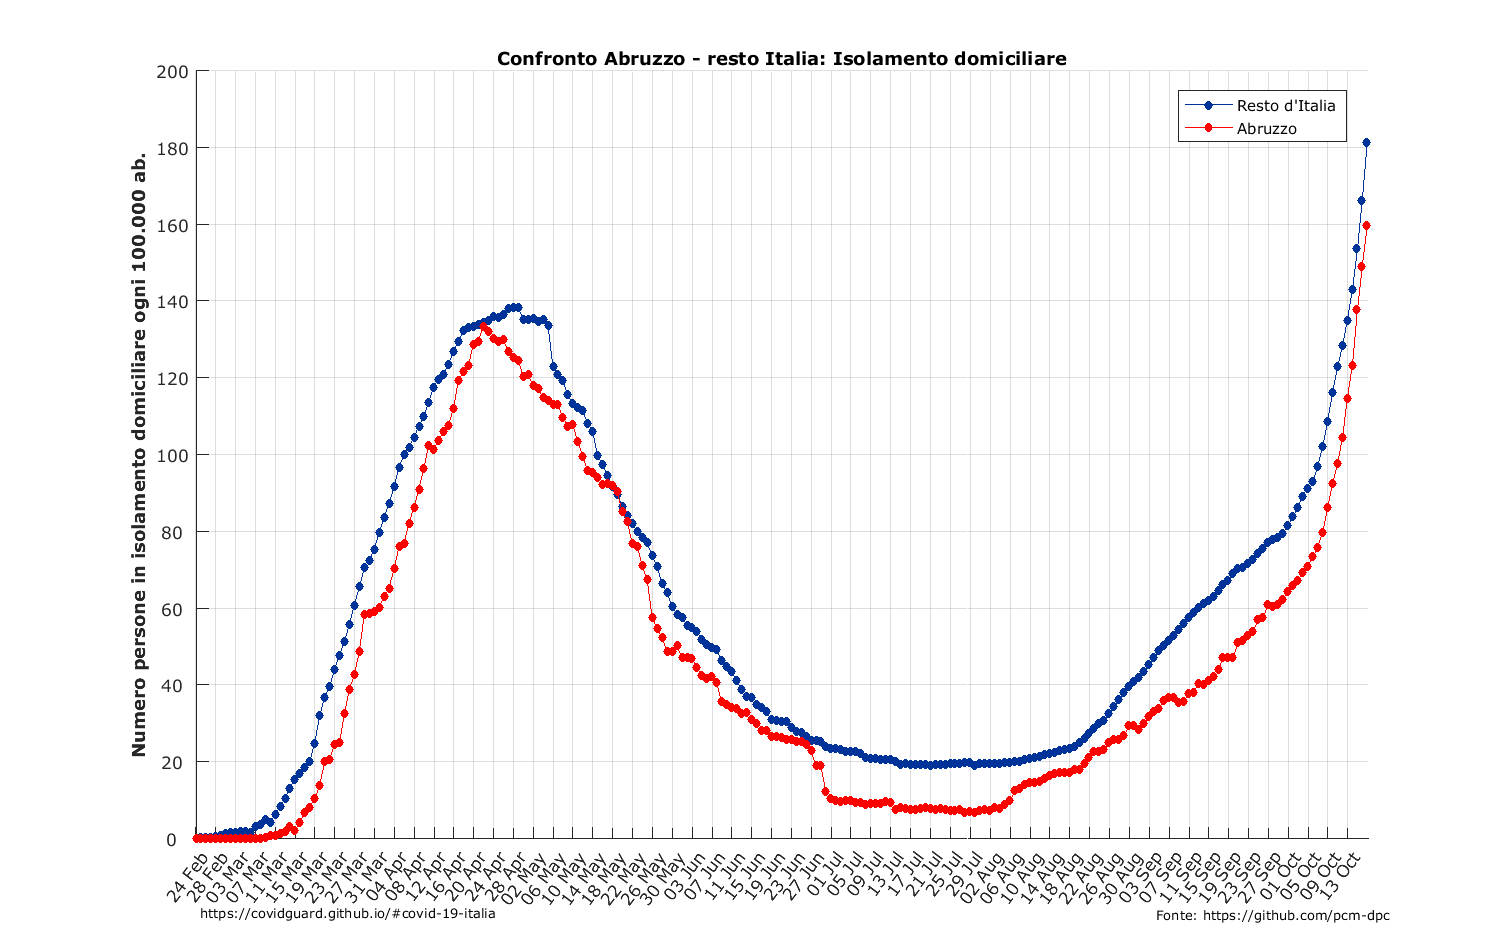 Confronto Abruzzo - resto Italia: Isolamento domiciliare
Numero persone in isolamento domiciliare ogni 100.000 ab.
200
180
160
140
120
100
80
60
40
20
0
Resto d'Italia
Abruzzo
24 Feb
28 Feb
03 Mar
07 Mar
11 Mar
15 Mar
19 Mar
23 Mar
27 Mar
31 Mar
04 Apr
08 Apr
12 Apr
16 Apr
20 Apr
24 Apr
28 Apr
02 May
06 May
10 May
14 May
18 May
22 May
26 May
30 May
03 Jun
07 Jun
11 Jun
15 Jun
19 Jun
23 Jun
27 Jun
01 Jul
05 Jul
09 Jul
13 Jul
17 Jul
21 Jul
25 Jul
29 Jul
02 Aug
06 Aug
10 Aug
14 Aug
18 Aug
22 Aug
26 Aug
30 Aug
03 Sep
07 Sep
11 Sep
15 Sep
19 Sep
23 Sep
27 Sep
01 Oct
05 Oct
09 Oct
13 Oct
https://covidguard.github.io/#covid-19-italia
Fonte: https://github.com/pcm-dpc